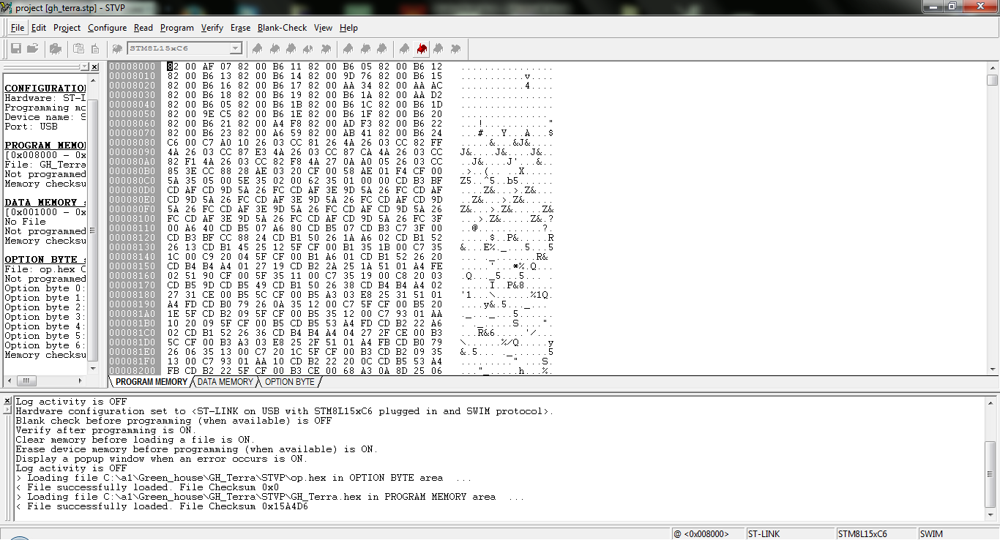 project [gh_terra.stp] - STVP
File Edit Project Configure Read Program Verify Erase Blank-Check View Help
STM8L15xC6
CONFIGURATION
Hardware: ST-L
Programming mo
Device name: S
Port: USB
PROGRAM MEMO
[0x008000 - 0x
File: GH_Terra
Not programmed
Memory checksum
DATA MEMORY s
[0x001000 - 0x
No File
Not programmed
Memory checksu
OPTION BYTE s
File: op.hex C
Not programmed
Option byte 0:
Option byte 1:
Option byte 2:
Option byte 3:
Option byte 4:
Option byte 5:
Option byte 6:
Memory checksu
00008000 82 00 AF 07 82 00 B6 11 82 00 B6 05 82 00 B6 12 ................
00008010 82 00 B6 13 82 00 B6 14 82 00 9D 76 82 00 B6 15 ...........v....
00008020 82 00 B6 16 82 00 B6 17 82 00 AA 34 82 00 AA AC ...........4....
00008030 82 00 B6 18 82 00 B6 19 82 00 B6 1A 82 00 AA D2 ................
00008040 82 00 B6 05 82 00 B6 1B 82 00 B6 1C 82 00 B6 1D ................
00008050 82 00 9E C5 82 00 B6 1E 82 00 B6 1F 82 00 B6 20 ...............
00008060 82 00 B6 21 82 00 A4 F8 82 00 AD F3 82 00 B6 22 ...!..........."
00008070 82 00 B6 23 82 00 A6 59 82 00 AB 41 82 00 B6 24 ...#...Y...A...$
00008080 C6 00 C7 A0 10 26 03 CC 81 26 4A 26 03 CC 82 FF .....&...&J&....
00008090 4A 26 03 CC 87 E3 4A 26 03 CC 87 CA 4A 26 03 CC J&....J&....J&..
000080A0 82 F1 4A 26 03 CC 82 F8 4A 27 0A A0 05 26 03 CC ..J&....J'...&..
000080B0 85 3E CC 88 28 AE 03 20 CF 00 58 AE 01 F4 CF 00 .>..(.. ..X.....
000080C0 5A 35 05 00 5E 35 02 00 62 35 01 00 00 CD B3 BF Z5..^5..b5......
000080D0 CD AF CD 9D 5A 26 FC CD AF 3E 9D 5A 26 FC CD AF ....Z&...>.Z&...
000080E0 CD 9D 5A 26 FC CD AF 3E 9D 5A 26 FC CD AF CD 9D ..Z&...>.Z&.....
000080F0 5A 26 FC CD AF 3E 9D 5A 26 FC CD AF CD 9D 5A 26 Z&...>.Z&.....Z&
00008100 FC CD AF 3E 9D 5A 26 FC CD AF CD 9D 5A 26 FC 3F ...>.Z&.....Z&.?
00008110 00 A6 40 CD B5 07 A6 80 CD B5 07 CD B3 C7 3F 00 ..@...........?.
00008120 CD B3 BF CC 88 24 CD B1 50 26 1A A6 02 CD B1 52 .....$..P&.....R
00008130 26 13 CD B1 45 25 12 5F CF 00 B1 35 1B 00 C7 35 &...E%._...5...5
00008140 1C 00 C9 20 04 5F CF 00 B1 A6 01 CD B1 52 26 20 ... ._.......R&
00008150 CD B4 B4 A4 01 27 19 CD B2 2A 25 1A 51 01 A4 FE .....'...*%.Q...
00008160 02 51 90 CF 00 5F 35 11 00 C7 35 19 00 C8 20 03 .Q..._5...5... .
00008170 CD B5 9D CD B5 49 CD B1 50 26 38 CD B4 B4 A4 02 .....I..P&8.....
00008180 27 31 CE 00 B5 5C CF 00 B5 A3 03 E8 25 31 51 01 '1...\......%1Q.
00008190 A4 FD CD B0 79 26 0A 35 12 00 C7 5F CF 00 B5 20 ....y&.5..._...
000081A0 1E 5F CD B2 09 5F CF 00 B5 35 12 00 C7 93 01 AA ._..._...5......
000081B0 10 20 09 5F CF 00 B5 CD B5 53 A4 FD CD B2 22 A6 . ._.....S....".
000081C0 02 CD B1 52 26 36 CD B4 B4 A4 04 27 2F CE 00 B3 ...R&6.....'/...
000081D0 5C CF 00 B3 A3 03 E8 25 2F 51 01 A4 FB CD B0 79 \......%/Q.....y
000081E0 26 06 35 13 00 C7 20 1C 5F CF 00 B3 CD B2 09 35 &.5... ._......5
000081F0 13 00 C7 93 01 AA 10 CD B2 22 20 0C CD B5 53 A4 ........." ...S.
00008200 FB CD B2 22 5F CF 00 B3 CE 00 68 A3 0A 8D 25 06 ..."_.....h...%.
PROGRAM MEMORY DATA MEMORY OPTION BYTE
Log activity is OFF
Hardware configuration set to <ST-LINK on USB with STM8L15xC6 plugged in and SWIM protocol>.
Blank check before programming (when available) is OFF
Verify after programming is ON.
Clear memory before loading a file is ON.
Erase device memory before programming (when available) is ON.
Display a popup window when an error occurs is ON.
Log activity is OFF
> Loading file C:\a1\Green_house\GH_Terra\STVP\op.hex in OPTION BYTE area ...
< File successfully loaded. File Checksum 0x0
> Loading file C:\a1\Green_house\GH_Terra\STVP\GH_Terra.hex in PROGRAM MEMORY area ...
< File successfully loaded. File Checksum 0x15A4D6
@ <0x008000> ST-LINK STM8L15xC6 SWIM